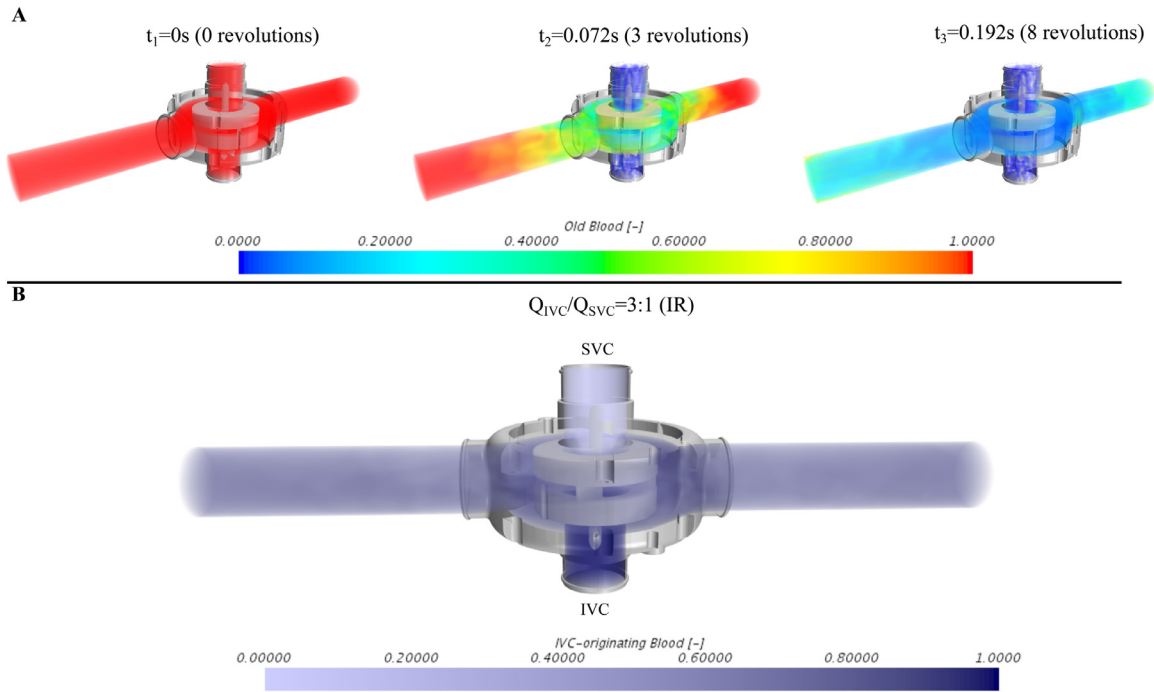 A
t1=0s (0 revolutions)
t2=0.072s (3 revolutions)
t3=0.192s (8 revolutions)
Old Blood [-]
0.0000 0.20000 0.40000 0.60000 0.80000 1.0000
B
QIVC/QSVC=3:1 (IR)
SVC
IVC
IVC-originating Blood [-]
0.00000 0.20000 0.40000 0.60000 0.80000 1.0000